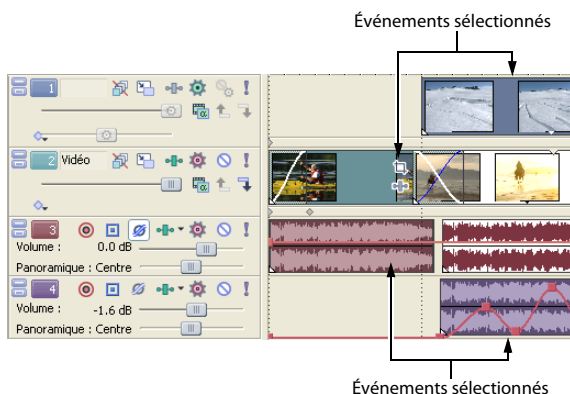 Événements sélectionnés
1
2 Vidéo
3
Volume : 0.0 dB
Panoramique : Centre
4
Volume : -1.6 dB
Panoramique : Centre
Événements sélectionnés